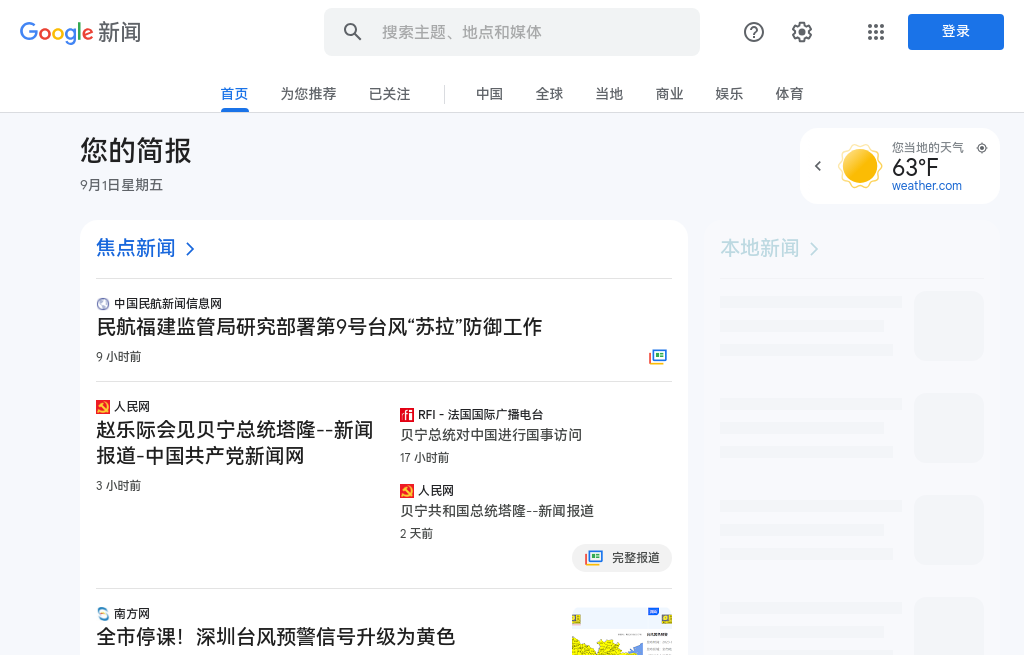 Google 新闻
搜索主题、地点和媒体
登录
首页 为您推荐 已关注 中国 全球 当地 商业 娱乐 体育
您的简报
9月1日星期五
您当地的天气
63°F
weather.com
焦点新闻
中国民航新闻信息网
民航福建监管局研究部署第9号台风“苏拉”防御工作
9 小时前
人民网
赵乐际会见贝宁总统塔隆--新闻
报道-中国共产党新闻网
3 小时前
RFI - 法国国际广播电台
贝宁总统对中国进行国事访问
17 小时前
人民网
贝宁共和国总统塔隆--新闻报道
2 天前
完整报道
南方网
全市停课！深圳台风预警信号升级为黄色
本地新闻